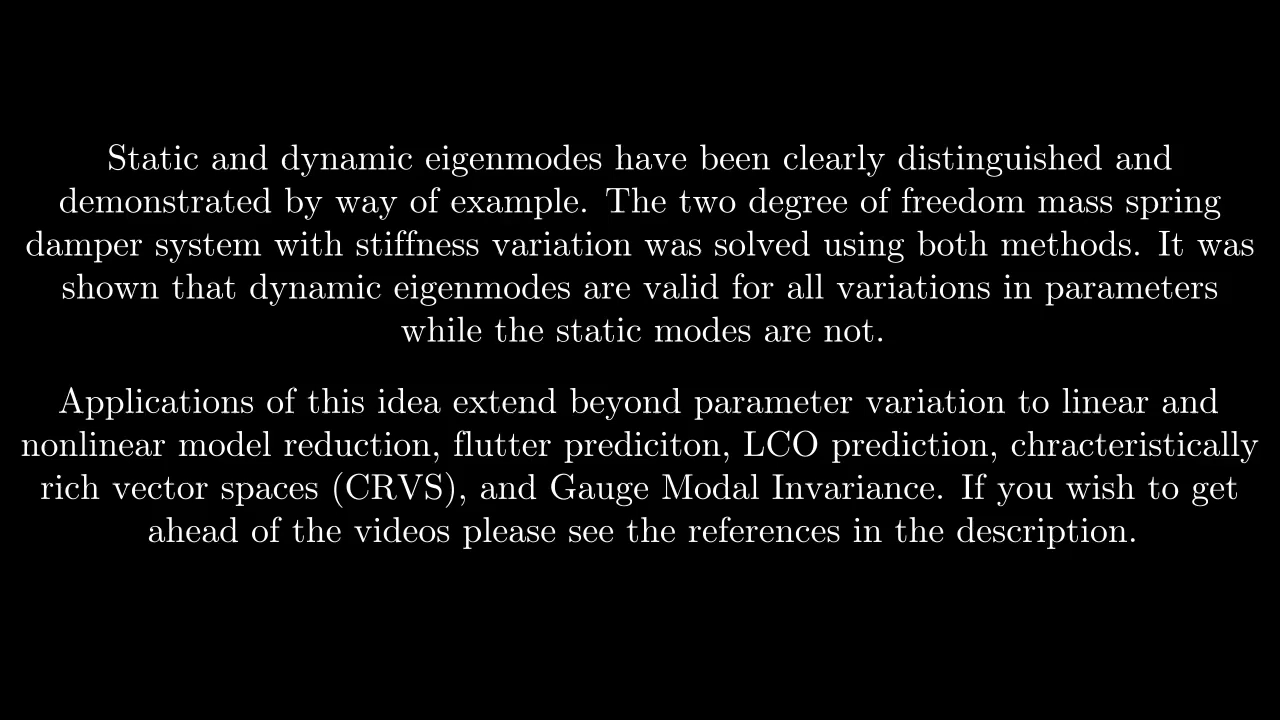 Static and dynamic eigenmodes have been clearly distinguished and
demonstrated by way of example. The two degree of freedom mass spring
damper system with stiffness variation was solved using both methods. It was
shown that dynamic eigenmodes are valid for all variations in parameters
while the static modes are not.
Applications of this idea extend beyond parameter variation to linear and
nonlinear model reduction, flutter prediciton, LCO prediction, chracteristically
rich vector spaces (CRVS), and Gauge Modal Invariance. If you wish to get
ahead of the videos please see the references in the description.